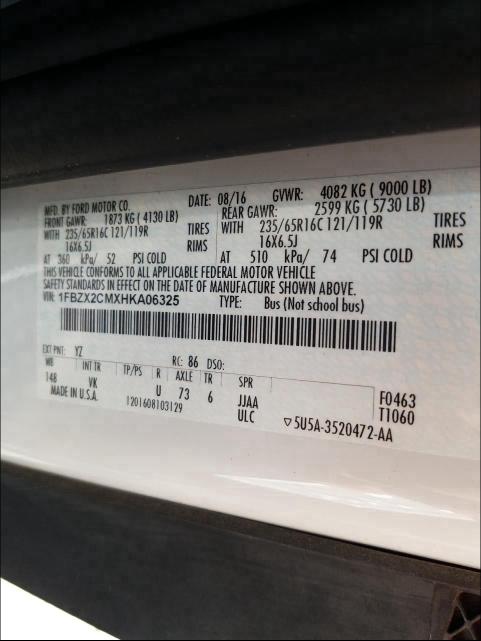 MFD. BY FORD MOTOR CO. DATE: 08/16 GVWR: 4082 KG ( 9000 LB)
FRONT GAWR: 1873 KG ( 4130 LB) REAR GAWR: 2599 KG ( 5730 LB)
WITH 235/65R16C 121/119R TIRES WITH 235/65R16C 121/119R TIRES
16X6.5J RIMS 16X6.5J RIMS
AT 360 kPa/ 52 PSI COLD AT 510 kPa/ 74 PSI COLD
THIS VEHICLE CONFORMS TO ALL APPLICABLE FEDERAL MOTOR VEHICLE
SAFETY STANDARDS IN EFFECT ON THE DATE OF MANUFACTURE SHOWN ABOVE.
VIN: 1FBZX2CMXHKA06325 TYPE: Bus (Not school bus)
EXT PNT: YZ RC: 86 DSO:
WB INT TR TP/PS R AXLE TR SPR
148 VK U 73 6 JJAA F0463
MADE IN U.S.A. 1201608103129 ULC T1060
▽5U5A-3520472-AA